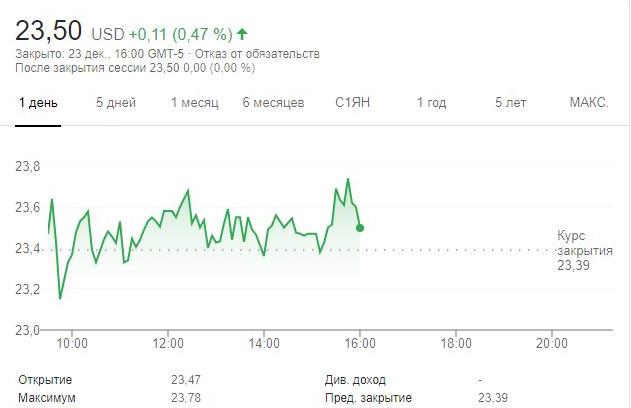 23,50 USD +0,11 (0,47 %)
Закрыто: 23 дек., 16:00 GMT-5 · Отказ от обязательств
После закрытия сессии 23,50 0,00 (0,00 %)
1 день 5 дней 1 месяц 6 месяцев С1ЯН 1 год 5 лет МАКС.
23,8
23,6
23,4
23,2
23,0
Курс
закрытия
23,39
10:00 12:00 14:00 16:00 18:00 20:00
Открытие 23,47 Див. доход -
Максимум 23,78 Пред. закрытие 23,39